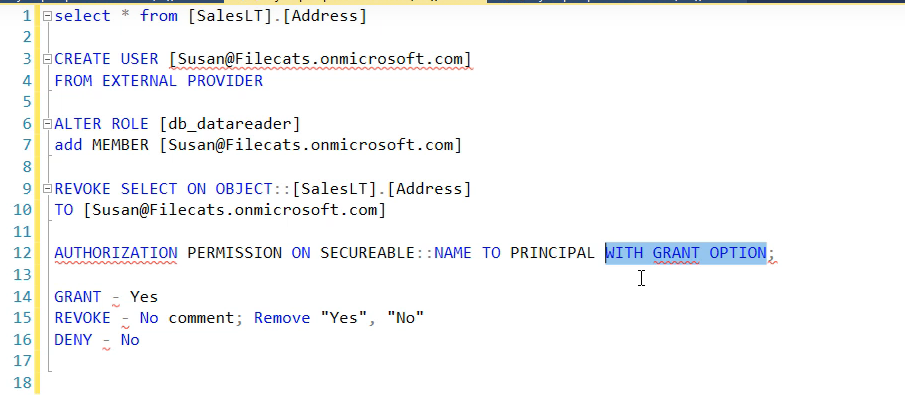 1 select * from [SalesLT].[Address]
2
3 CREATE USER [Susan@Filecats.onmicrosoft.com]
4 FROM EXTERNAL PROVIDER
5
6 ALTER ROLE [db_datareader]
7 add MEMBER [Susan@Filecats.onmicrosoft.com]
8
9 REVOKE SELECT ON OBJECT::[SalesLT].[Address]
10 TO [Susan@Filecats.onmicrosoft.com]
11
12 AUTHORIZATION PERMISSION ON SECUREABLE::NAME TO PRINCIPAL WITH GRANT OPTION;
13
14 GRANT - Yes
15 REVOKE - No comment; Remove "Yes", "No"
16 DENY - No
17
18